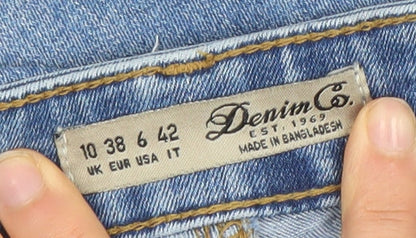 10 38 6 42
UK EUR USA IT
Denim Co.
EST. 1969
MADE IN BANGLADESH